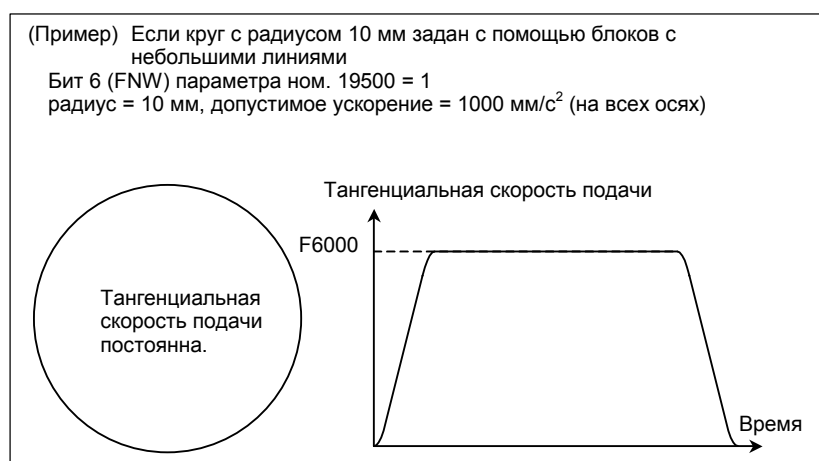 (Пример) Если круг с радиусом 10 мм задан с помощью блоков с
небольшими линиями
Бит 6 (FNW) параметра ном. 19500 = 1
радиус = 10 мм, допустимое ускорение = 1000 мм/с² (на всех осях)
Тангенциальная скорость подачи
F6000
Тангенциальная
скорость подачи
постоянна.
Время